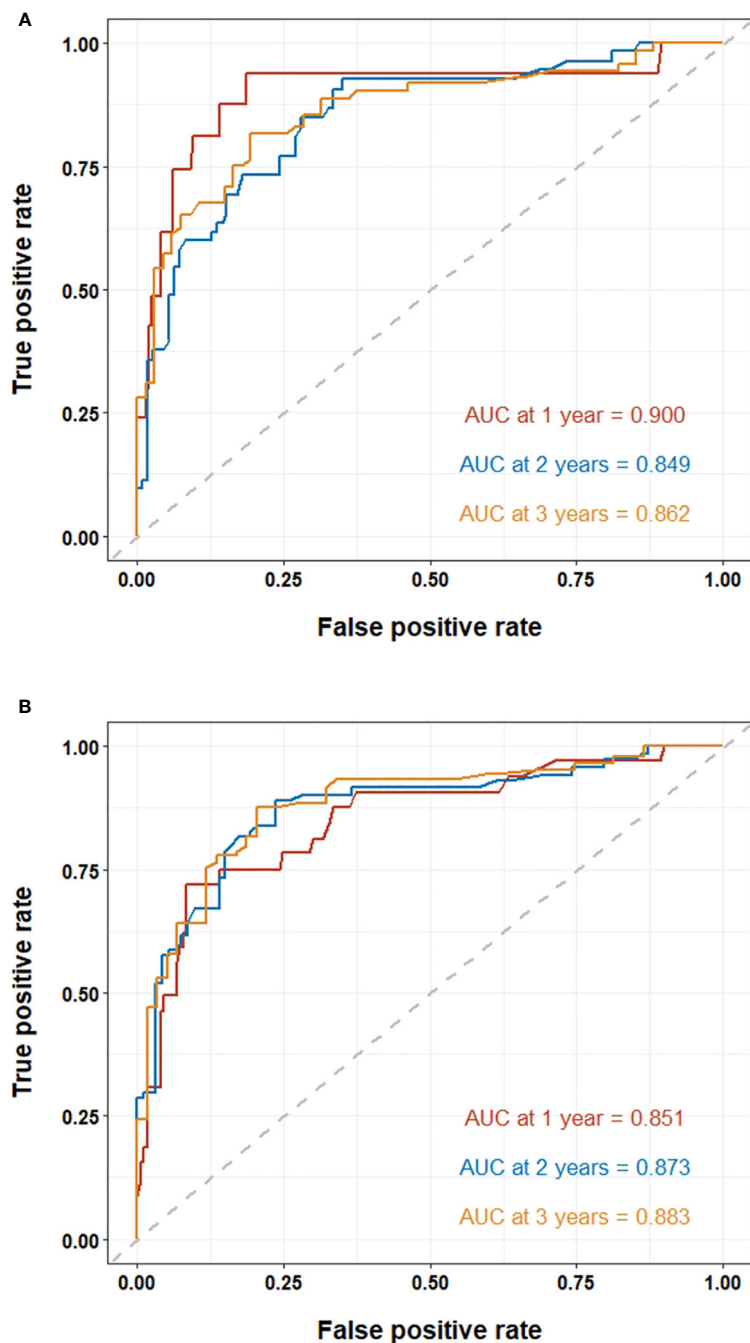 A
1.00
0.75
0.50
0.25
0.00
True positive rate
AUC at 1 year = 0.900
AUC at 2 years = 0.849
AUC at 3 years = 0.862
0.00 0.25 0.50 0.75 1.00
False positive rate
B
1.00
0.75
0.50
0.25
0.00
True positive rate
AUC at 1 year = 0.851
AUC at 2 years = 0.873
AUC at 3 years = 0.883
0.00 0.25 0.50 0.75 1.00
False positive rate